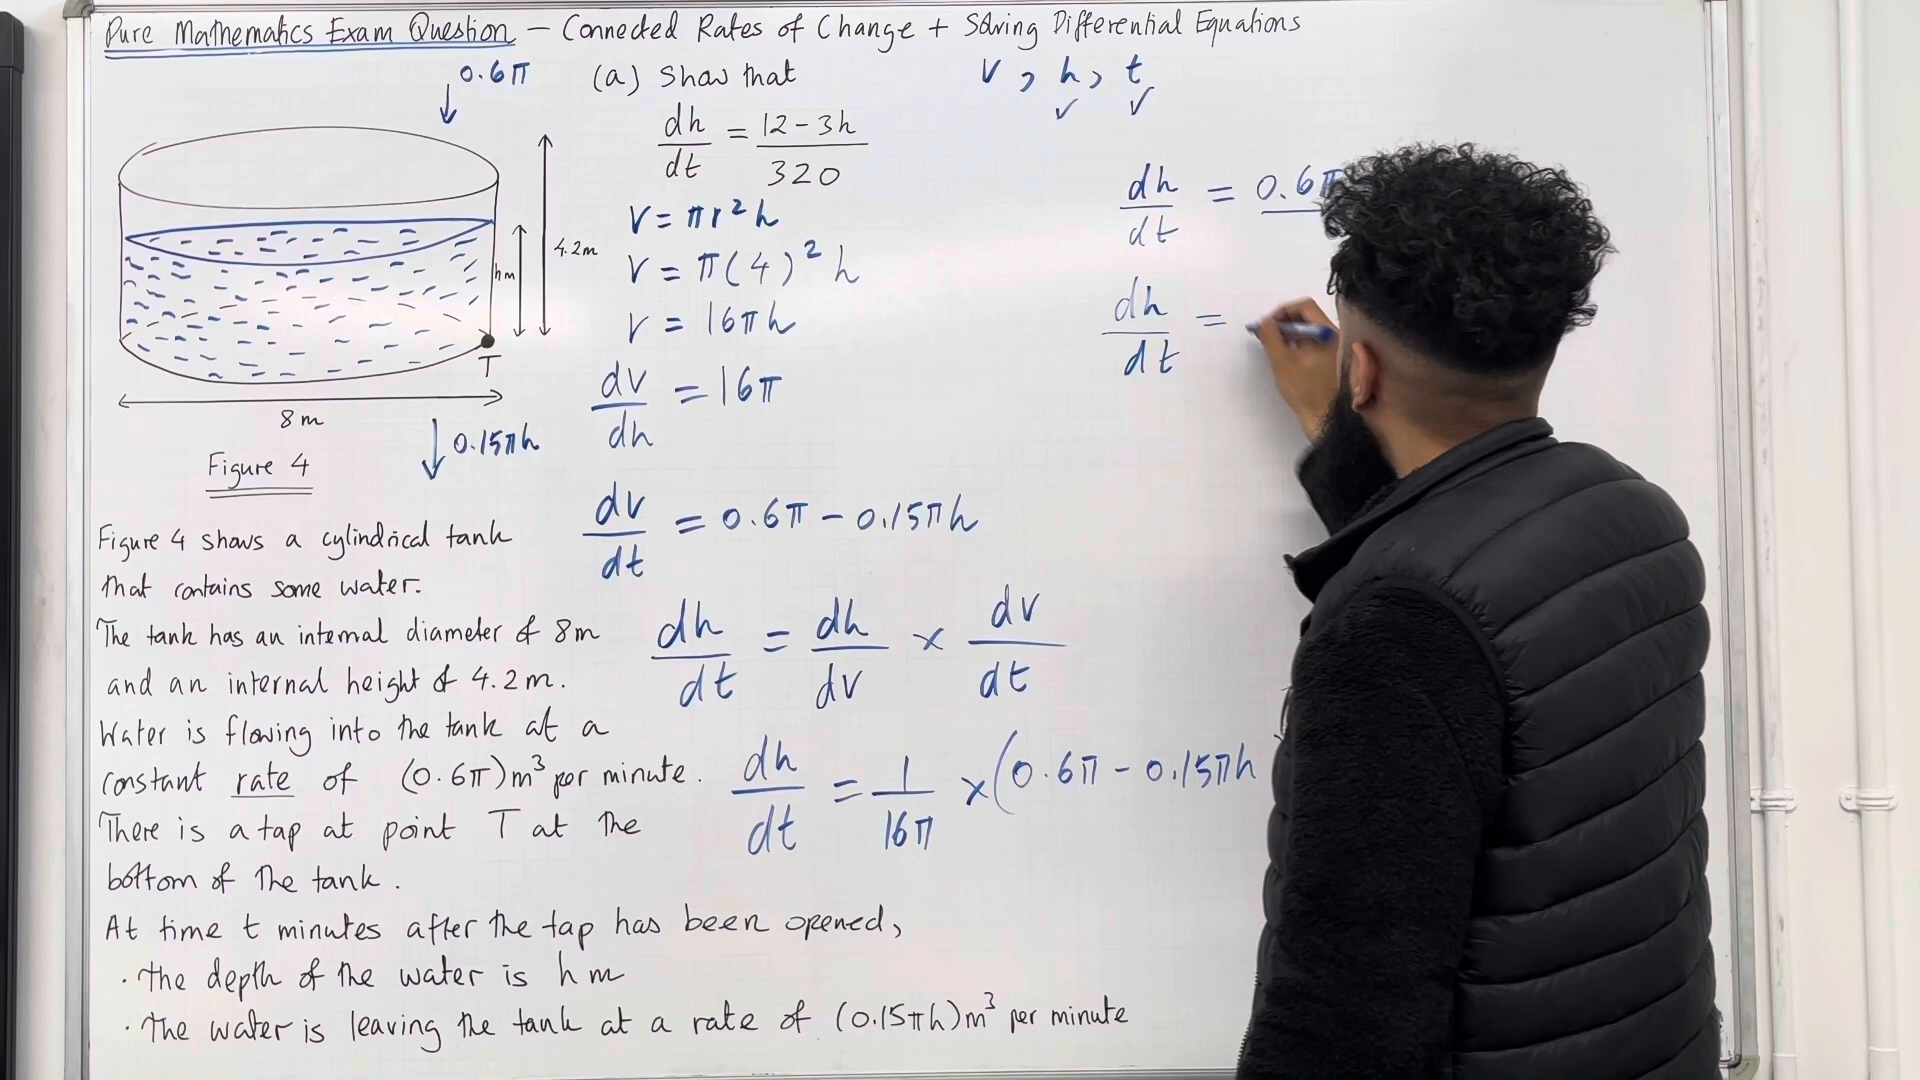 Pure Mathematics Exam Question – Connected Rates of Change + Solving Differential Equations
0.6π
4.2m
hm
T
8m
0.15πh
Figure 4
Figure 4 shows a cylindrical tank
that contains some water.
The tank has an internal diameter of 8m
and an internal height of 4.2m.
Water is flowing into the tank at a
constant rate of (0.6π)m³ per minute.
There is a tap at point T at the
bottom of the tank.
At time t minutes after the tap has been opened,
· the depth of the water is h m
· the water is leaving the tank at a rate of (0.15πh)m³ per minute
(a) Show that
dh/dt = (12-3h)/320
V = πr²h
V = π(4)²h
V = 16πh
dv/dh = 16π
dv/dt = 0.6π - 0.15πh
dh/dt = dh/dv × dv/dt
dh/dt = 1/16π × (0.6π - 0.15πh
V, h, t
✓ ✓
dh/dt = 0.6π
dh/dt =